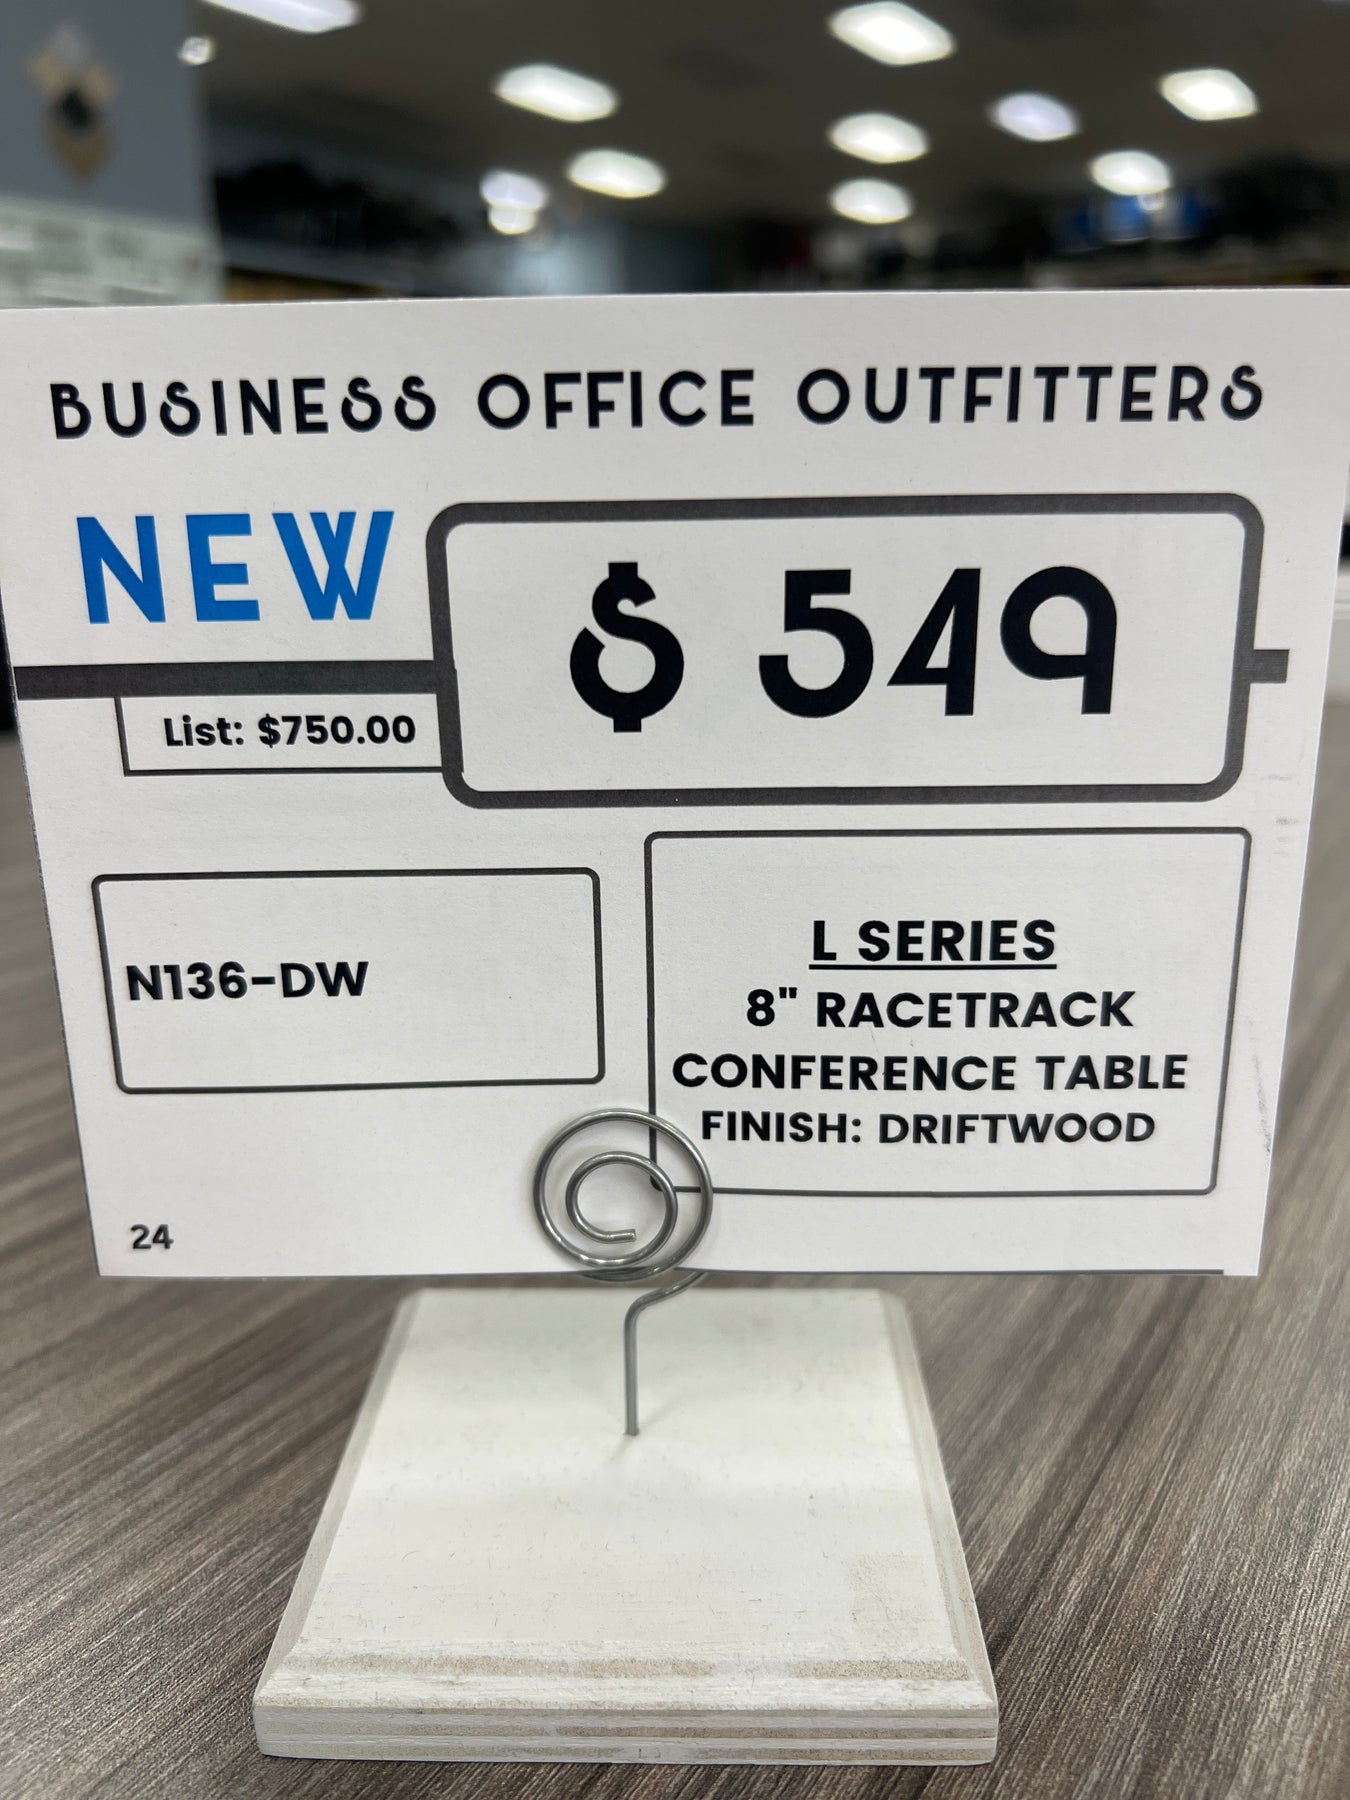 BUSINESS OFFICE OUTFITTERS
NEW
$ 549
List: $750.00
N136-DW
L SERIES
8" RACETRACK
CONFERENCE TABLE
FINISH: DRIFTWOOD
24